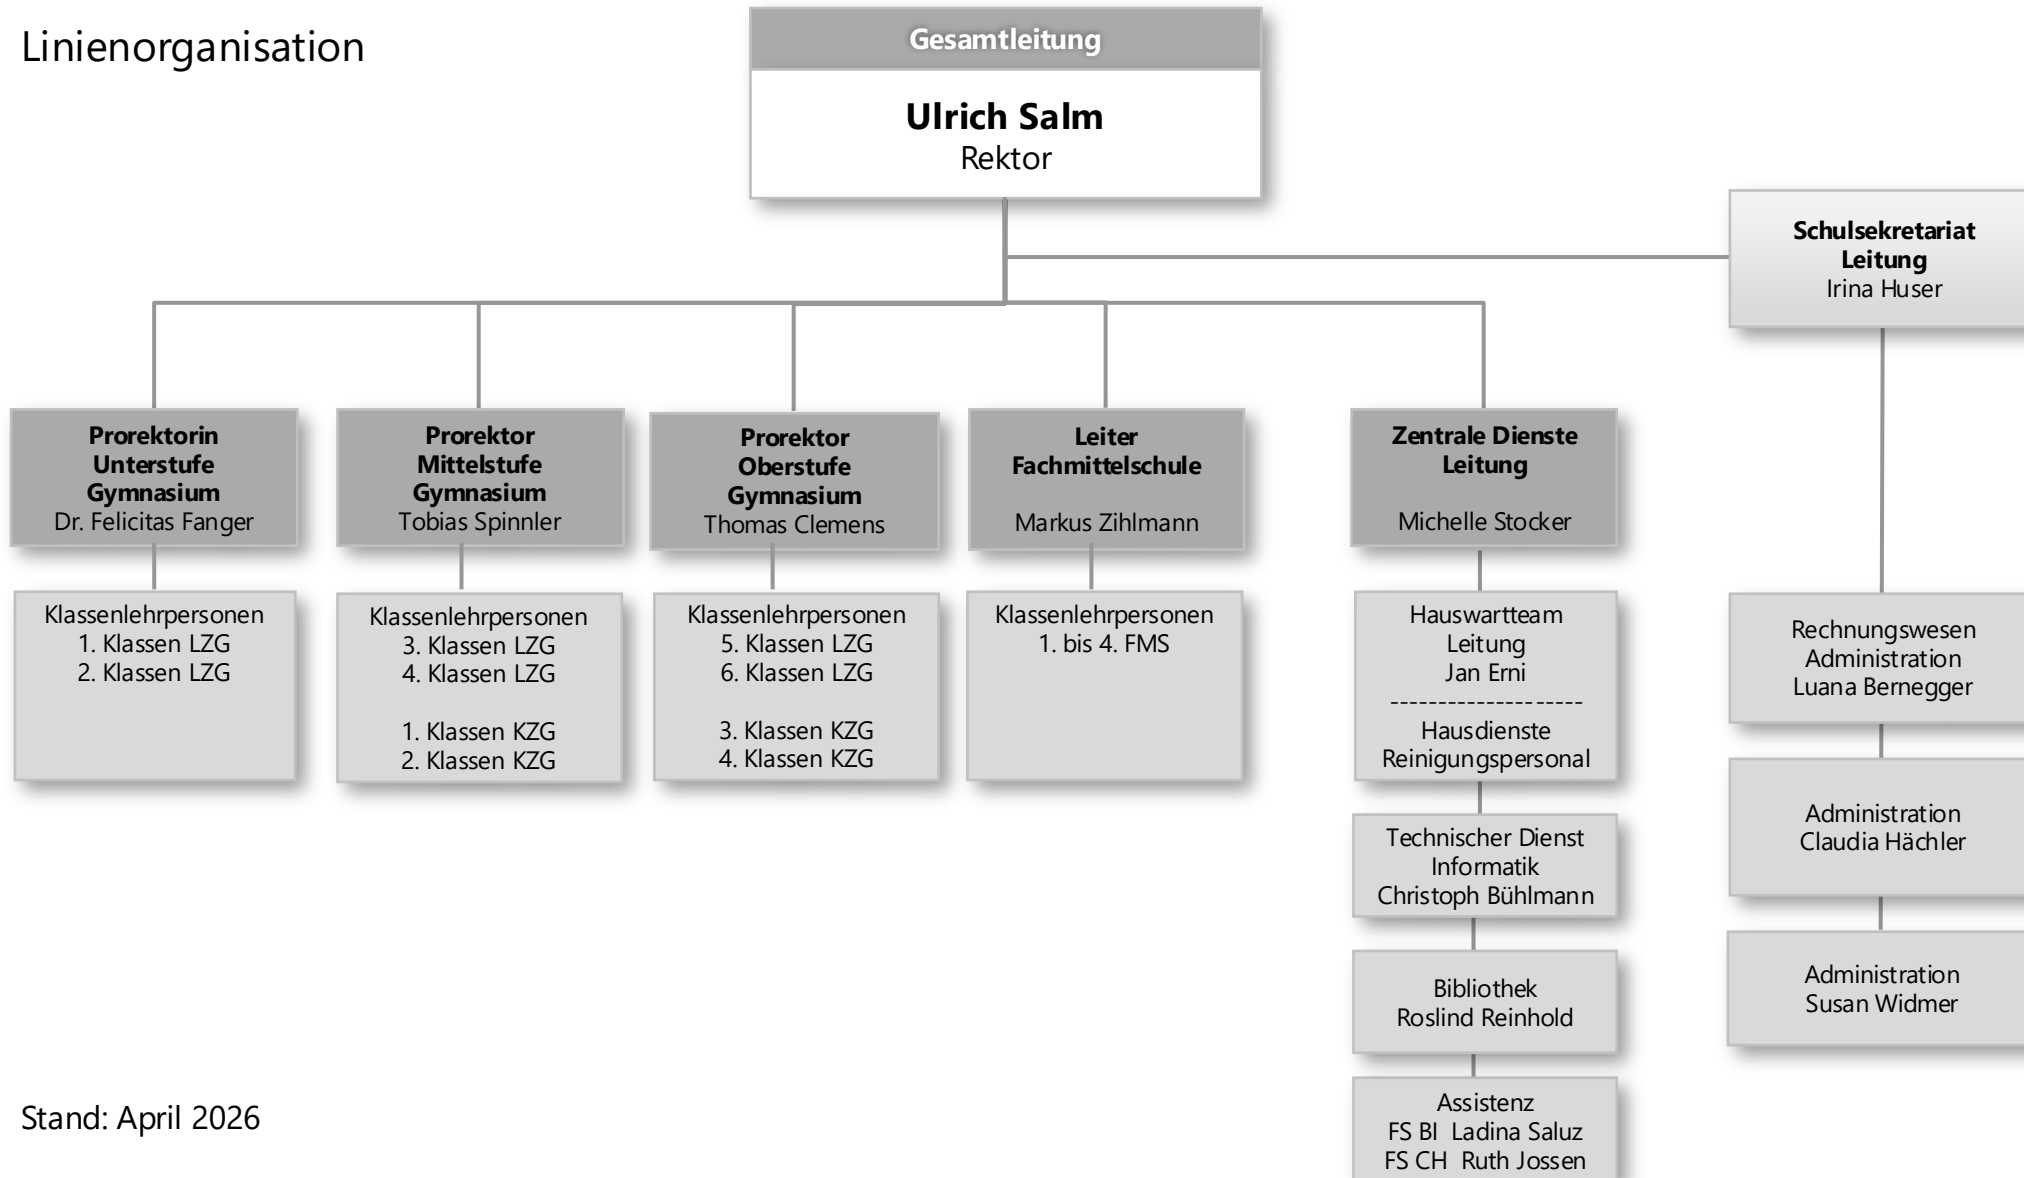 Linienorganisation
Gesamtleitung
Ulrich Salm
Rektor
Schulsekretariat
Leitung
Irina Huser
Prorektorin
Unterstufe
Gymnasium
Dr. Felicitas Fanger
Prorektor
Mittelstufe
Gymnasium
Tobias Spinnler
Prorektor
Oberstufe
Gymnasium
Thomas Clemens
Leiter
Fachmittelschule
Markus Zihlmann
Zentrale Dienste
Leitung
Michelle Stocker
Klassenlehrpersonen
1. Klassen LZG
2. Klassen LZG
Klassenlehrpersonen
3. Klassen LZG
4. Klassen LZG
1. Klassen KZG
2. Klassen KZG
Klassenlehrpersonen
5. Klassen LZG
6. Klassen LZG
3. Klassen KZG
4. Klassen KZG
Klassenlehrpersonen
1. bis 4. FMS
Hauswartteam
Leitung
Jan Erni
--------------------
Hausdienste
Reinigungspersonal
Technischer Dienst
Informatik
Christoph Bühlmann
Bibliothek
Roslind Reinhold
Assistenz
FS BI Ladina Saluz
FS CH Ruth Jossen
Rechnungswesen
Administration
Luana Bernegger
Administration
Claudia Hächler
Administration
Susan Widmer
Stand: April 2026